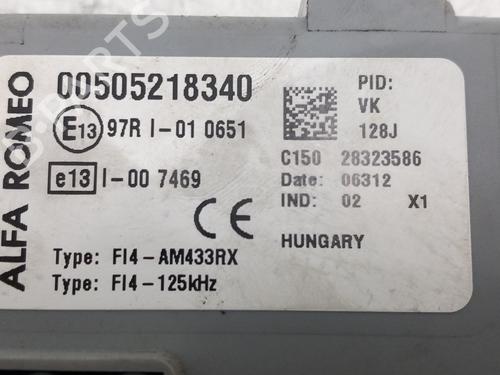 ALFA ROMEO
00505218340
E13 97R I-01 0651
e13 I-00 7469
CE
Type: FI4-AM433RX
Type: FI4-125kHz
PID:
VK
128J
C150 28323586
Date: 06312
IND: 02 X1
HUNGARY